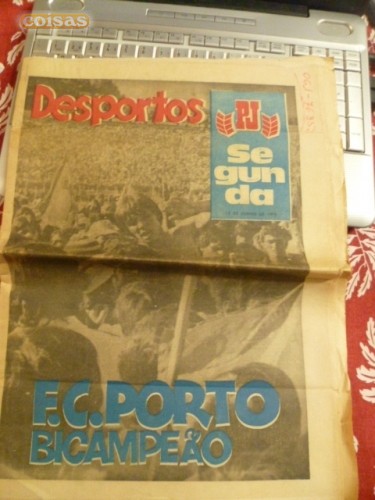 coisas
Desportos
PJ
Se
gun
da
F.C.PORTO
BICAMPEÃO